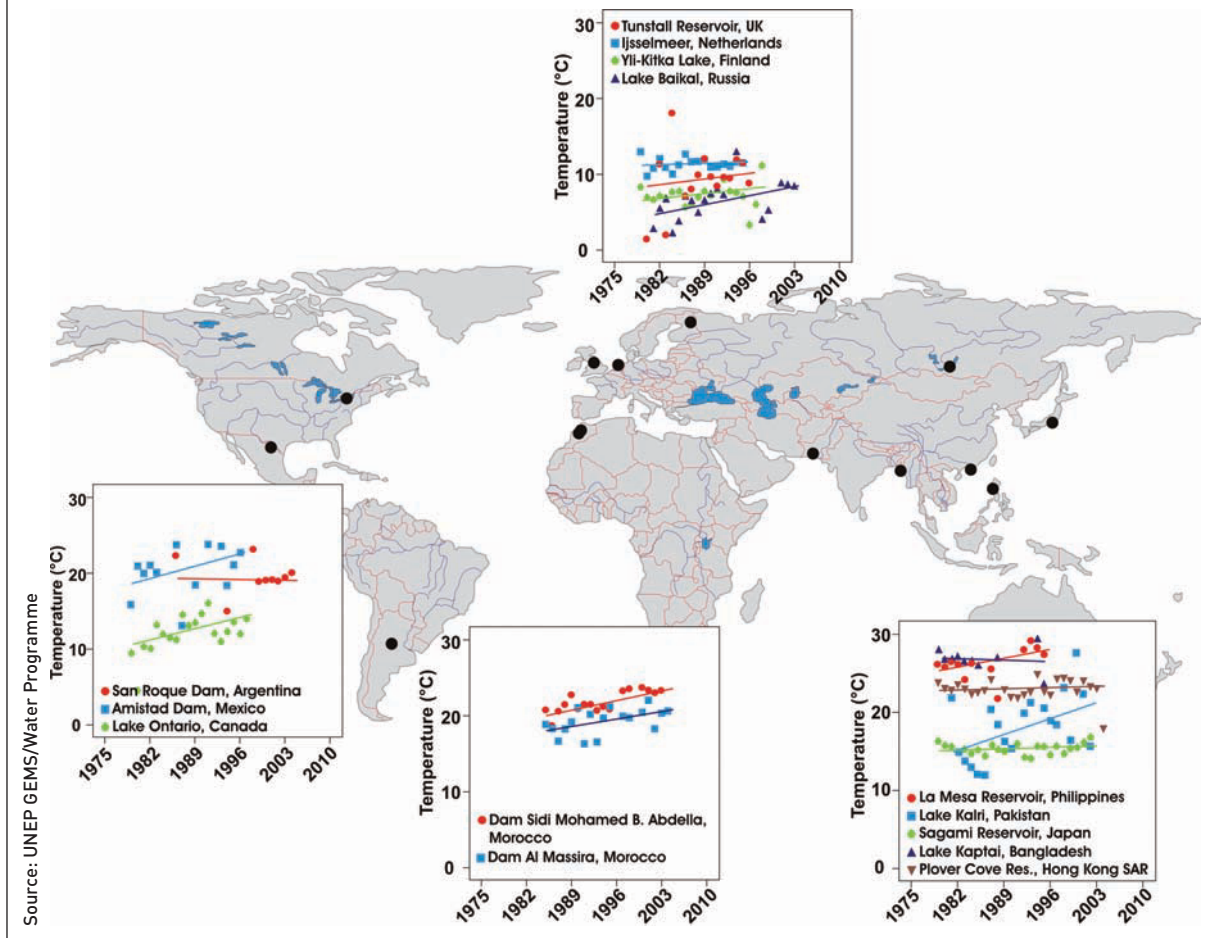 Source: UNEP GEMS/Water Programme
Temperature (°C)
30
20
10
0
Tunstall Reservoir, UK
Ijsselmeer, Netherlands
Yli-Kitka Lake, Finland
Lake Baikal, Russia
1975
1982
1989
1996
2003
2010
Temperature (°C)
30
20
10
0
San Roque Dam, Argentina
Amistad Dam, Mexico
Lake Ontario, Canada
1975
1982
1989
1996
2003
2010
Temperature (°C)
30
20
10
0
Dam Sidi Mohamed B. Abdella,
Morocco
Dam Al Massira, Morocco
1975
1982
1989
1996
2003
2010
Temperature (°C)
30
20
10
0
La Mesa Reservoir, Philippines
Lake Kalri, Pakistan
Sagami Reservoir, Japan
Lake Kaptai, Bangladesh
Plover Cove Res., Hong Kong SAR
1975
1982
1989
1996
2003
2010